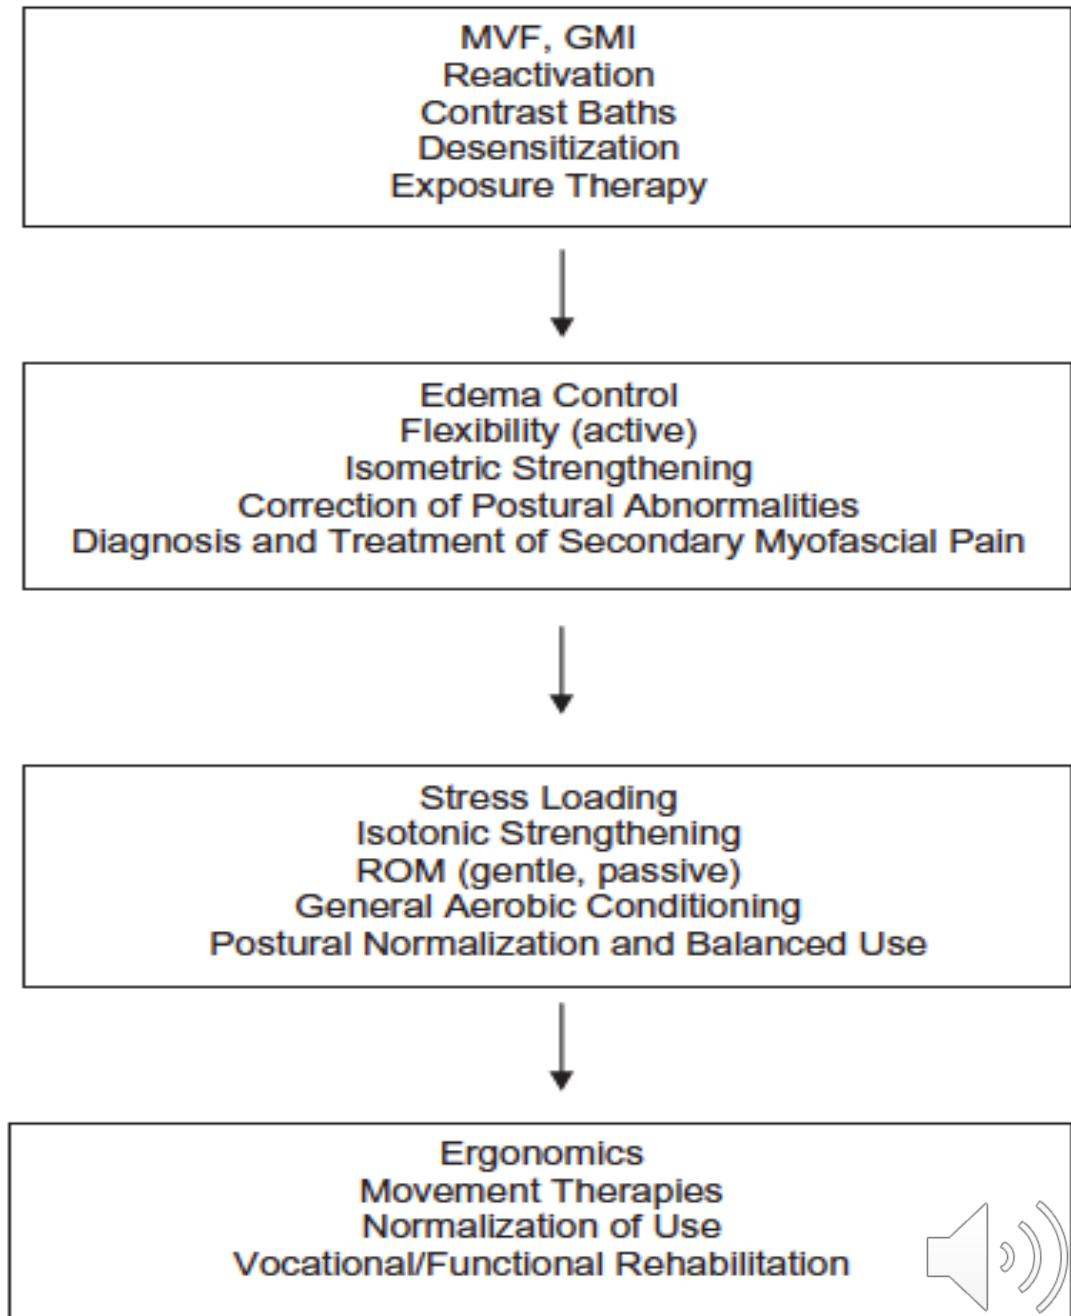 MVF, GMI
Reactivation
Contrast Baths
Desensitization
Exposure Therapy
Edema Control
Flexibility (active)
Isometric Strengthening
Correction of Postural Abnormalities
Diagnosis and Treatment of Secondary Myofascial Pain
Stress Loading
Isotonic Strengthening
ROM (gentle, passive)
General Aerobic Conditioning
Postural Normalization and Balanced Use
Ergonomics
Movement Therapies
Normalization of Use
Vocational/Functional Rehabilitation